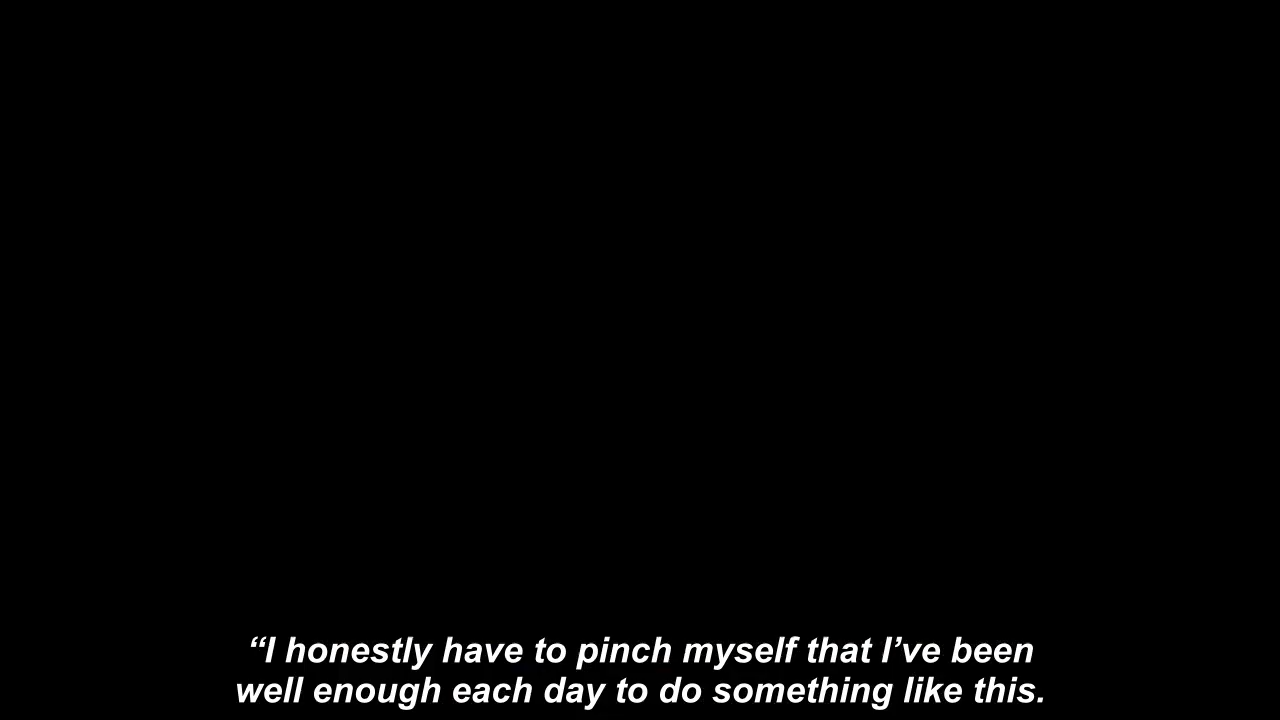 “I honestly have to pinch myself that I’ve been
well enough each day to do something like this.